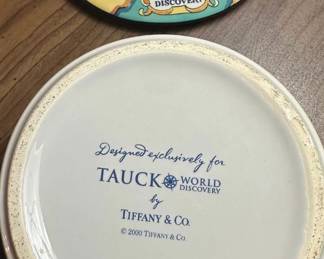 DISCOVERY
Designed exclusively for
TAUCK WORLD
DISCOVERY
by
TIFFANY & CO.
© 2000 TIFFANY & CO.